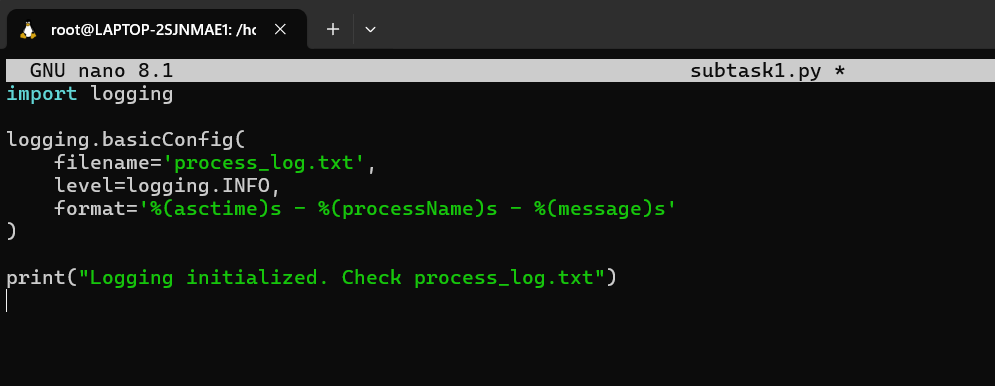 root@LAPTOP-2SJNMAE1: /hc
GNU nano 8.1 subtask1.py *
import logging

logging.basicConfig(
    filename='process_log.txt',
    level=logging.INFO,
    format='%(asctime)s - %(processName)s - %(message)s'
)

print("Logging initialized. Check process_log.txt")